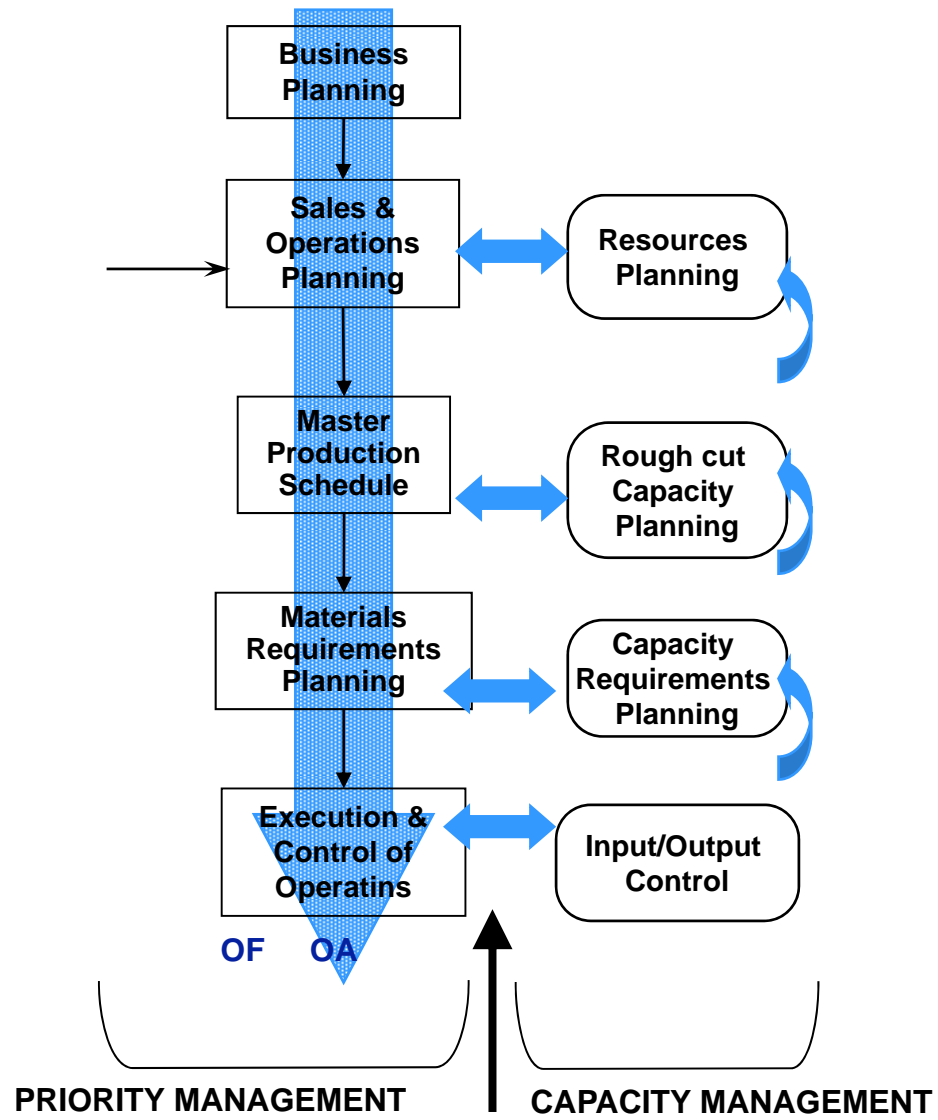 Business
Planning
Sales &
Operations
Planning
Resources
Planning
Master
Production
Schedule
Rough cut
Capacity
Planning
Materials
Requirements
Planning
Capacity
Requirements
Planning
Execution &
Control of
Operatins
Input/Output
Control
OF OA
PRIORITY MANAGEMENT
CAPACITY MANAGEMENT